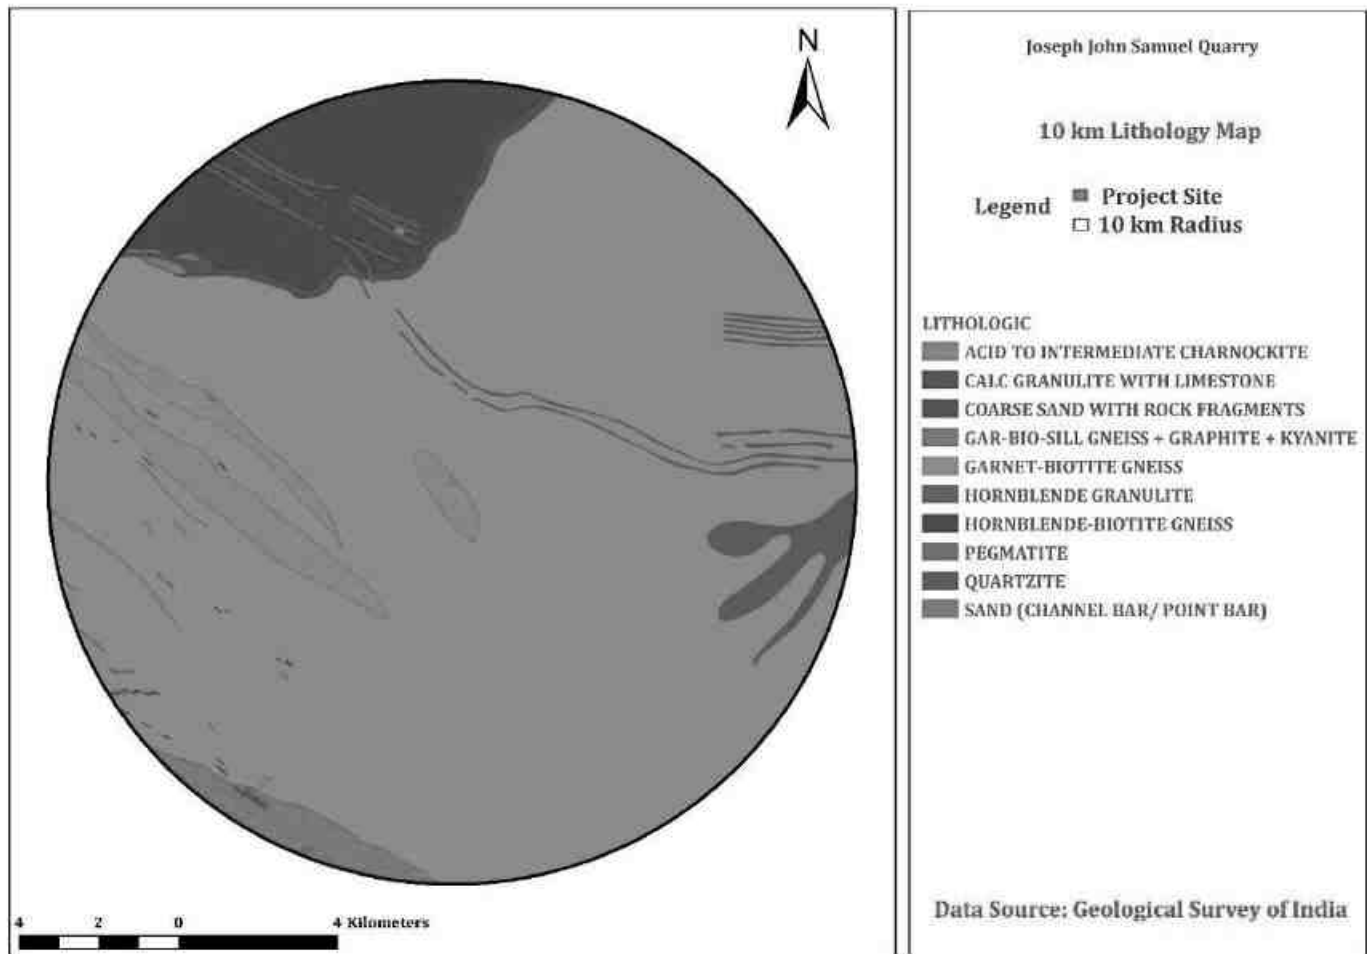 N
4 2 0 4 Kilometers
Joseph John Samuel Quarry
10 km Lithology Map
Legend
Project Site
10 km Radius
LITHOLOGIC
ACID TO INTERMEDIATE CHARNOCKITE
CALC GRANULITE WITH LIMESTONE
COARSE SAND WITH ROCK FRAGMENTS
GAR-BIO-SILL GNEISS + GRAPHITE + KYANITE
GARNET-BIOTITE GNEISS
HORNBLENDE GRANULITE
HORNBLENDE-BIOTITE GNEISS
PEGMATITE
QUARTZITE
SAND (CHANNEL BAR/ POINT BAR)
Data Source: Geological Survey of India